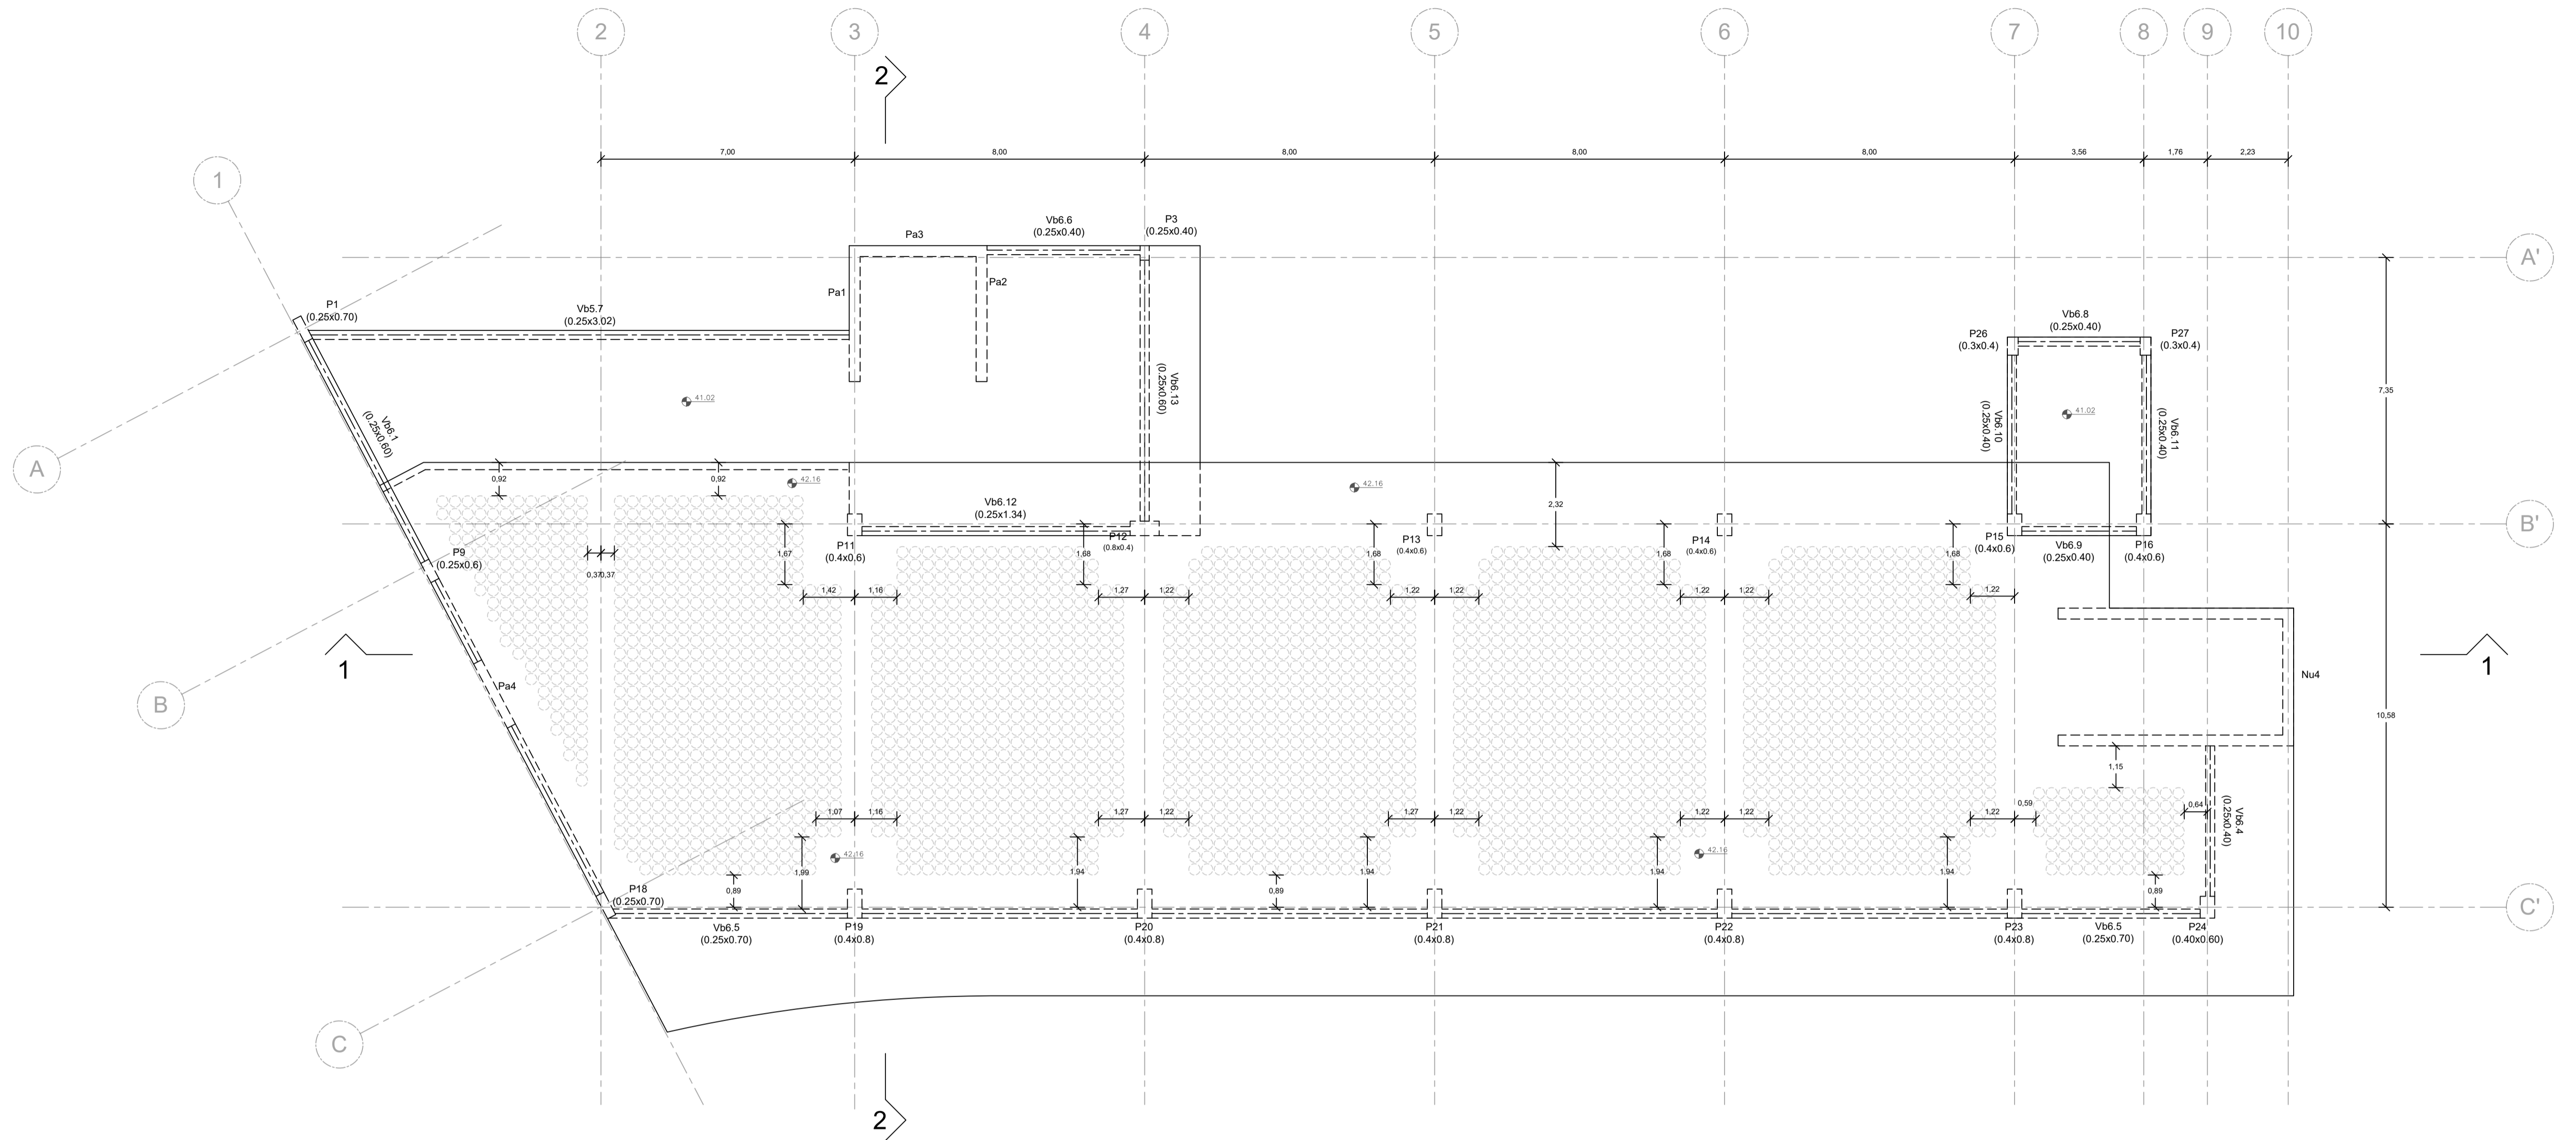 2
3
4
5
6
7
8
9
10
2
7,00
8,00
8,00
8,00
8,00
3,56
1,76
2,23
1
Pa3
Vb6.6
(0.25x0.40)
P3
(0.25x0.40)
A'
Pa1
Pa2
P1
(0.25x0.70)
Vb5.7
(0.25x3.02)
Vb6.8
(0.25x0.40)
P26
(0.3x0.4)
P27
(0.3x0.4)
Vb6.13
(0.25x0.60)
7,35
41.02
41.02
Vb6.1
(0.25x0.60)
Vb6.10
(0.25x0.40)
Vb6.11
(0.25x0.40)
A
0,92
0,92
42.16
42.16
2,32
Vb6.12
(0.25x1.34)
B'
P11
(0.4x0.6)
P12
(0.8x0.4)
P13
(0.4x0.6)
P14
(0.4x0.6)
P15
(0.4x0.6)
Vb6.9
(0.25x0.40)
P16
(0.4x0.6)
P9
(0.25x0.6)
1,67
1,68
1,68
1,68
1,68
0,37
0,37
1,42
1,16
1,27
1,22
1,22
1,22
1,22
1,22
1,22
1
1
Pa4
Nu4
B
10,58
1,15
1,07
1,16
1,27
1,22
1,27
1,22
1,22
1,22
1,22
0,59
0,64
Vb6.4
(0.25x0.40)
42.16
42.16
1,99
1,94
1,94
1,94
1,94
0,89
0,89
0,89
P18
(0.25x0.70)
C'
Vb6.5
(0.25x0.70)
P19
(0.4x0.8)
P20
(0.4x0.8)
P21
(0.4x0.8)
P22
(0.4x0.8)
P23
(0.4x0.8)
Vb6.5
(0.25x0.70)
P24
(0.40x0.60)
C
2